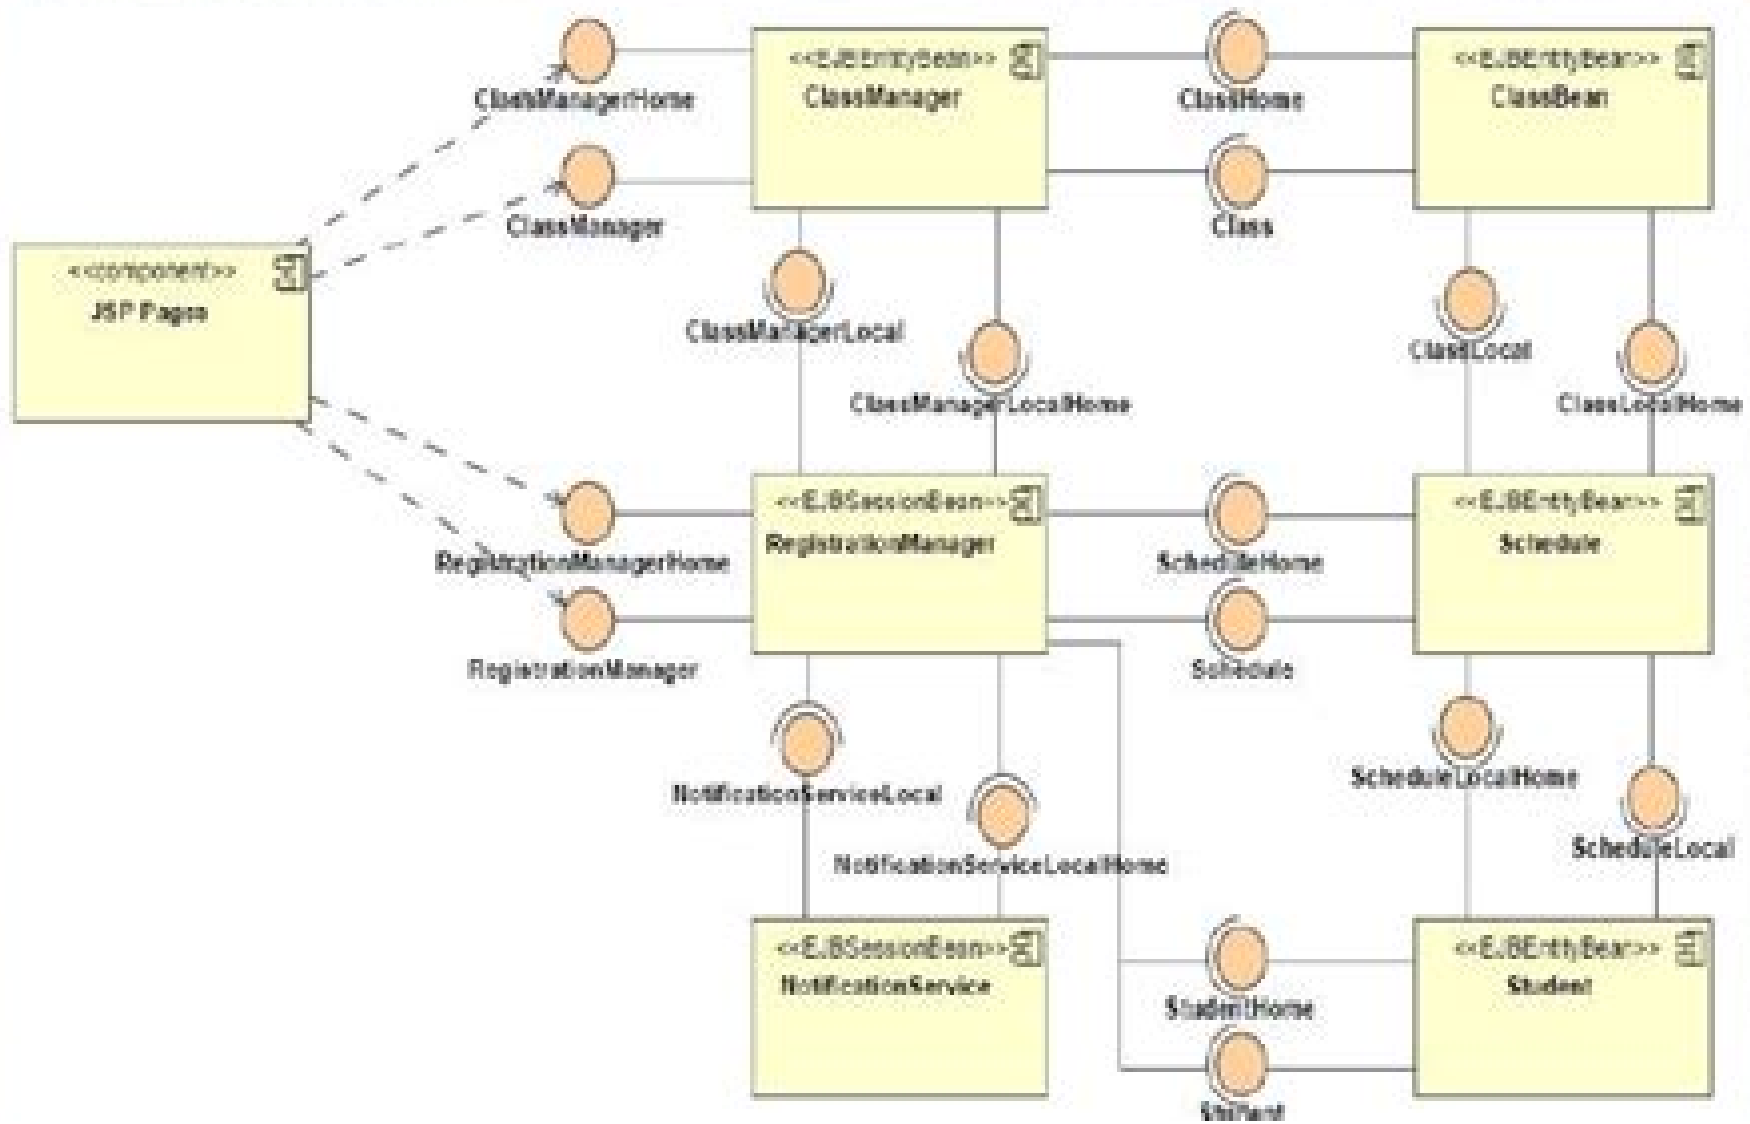 <<EJBEntityBean>>
ClassManager
<<EJBEntityBean>>
ClassBean
ClassManagerHome
ClassHome
ClassManager
Class
<<component>>
JSP Pages
ClassManagerLocal
ClassLocal
ClassManagerLocalHome
ClassLocalHome
<<EJBSessionBean>>
RegistrationManager
<<EJBEntityBean>>
Schedule
RegistrationManagerHome
ScheduleHome
RegistrationManager
Schedule
NotificationServiceLocal
ScheduleLocalHome
NotificationServiceLocalHome
ScheduleLocal
<<EJBSessionBean>>
NotificationService
<<EJBEntityBean>>
Student
StudentHome
Student